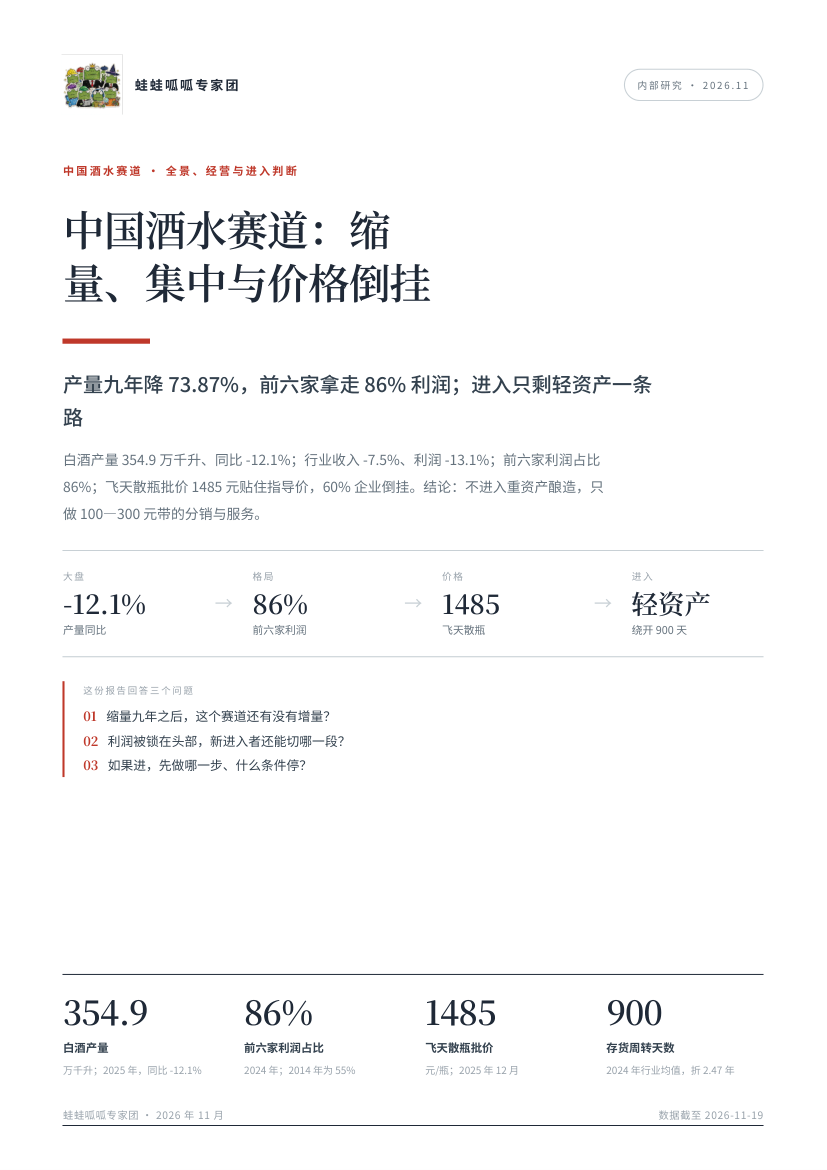 蛙蛙呱呱专家团
内部研究 · 2026.11
中国酒水赛道 · 全景、经营与进入判断
中国酒水赛道：缩
量、集中与价格倒挂
产量九年降 73.87%，前六家拿走 86% 利润；进入只剩轻资产一条
路
白酒产量 354.9 万千升、同比 -12.1%；行业收入 -7.5%、利润 -13.1%；前六家利润占比
86%；飞天散瓶批价 1485 元贴住指导价，60% 企业倒挂。结论：不进入重资产酿造，只
做 100—300 元带的分销与服务。
大盘
-12.1%
产量同比
→
格局
86%
前六家利润
→
价格
1485
飞天散瓶
→
进入
轻资产
绕开 900 天
这份报告回答三个问题
01 缩量九年之后，这个赛道还有没有增量？
02 利润被锁在头部，新进入者还能切哪一段？
03 如果进，先做哪一步、什么条件停？
354.9
白酒产量
万千升；2025 年，同比 -12.1%
86%
前六家利润占比
2024 年；2014 年为 55%
1485
飞天散瓶批价
元/瓶；2025 年 12 月
900
存货周转天数
2024 年行业均值，折 2.47 年
蛙蛙呱呱专家团 · 2026 年 11 月
数据截至 2026-11-19